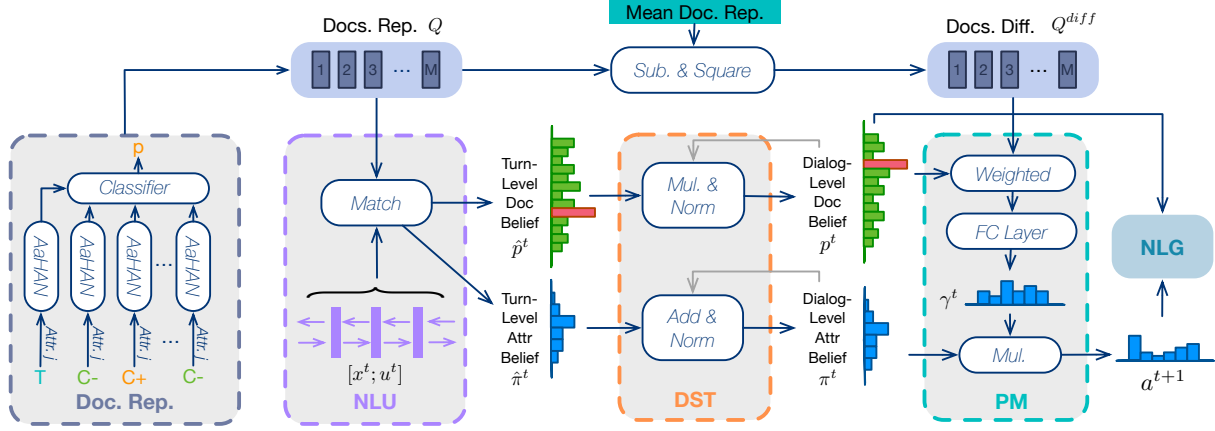 Mean Doc. Rep.
Docs. Rep. Q
Docs. Diff. Q^{diff}
1 2 3 ... M
Sub. & Square
1 2 3 ... M
p
Classifier
AaHAN AaHAN AaHAN ... AaHAN
Attr. j Attr. j Attr. j ... Attr. j
T C- C+ C-
Doc. Rep.
Match
[x^t; u^t]
NLU
Turn-
Level
Doc
Belief
\hat{p}^t
Turn-
Level
Attr
Belief
\hat{π}^t
Mul. &
Norm
Add &
Norm
DST
Dialog-
Level
Doc
Belief
p^t
Dialog-
Level
Attr
Belief
π^t
Weighted
FC Layer
γ^t
Mul.
PM
NLG
a^{t+1}